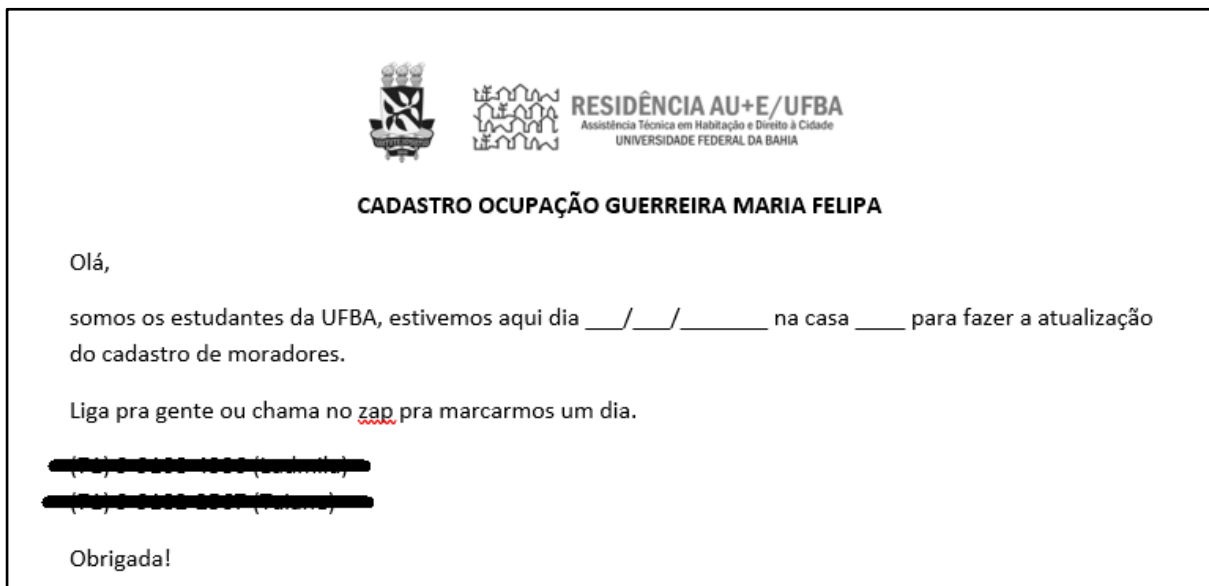 RESIDÊNCIA AU+E/UFBA
Assistência Técnica em Habitação e Direito à Cidade
UNIVERSIDADE FEDERAL DA BAHIA
CADASTRO OCUPAÇÃO GUERREIRA MARIA FELIPA
Olá,
somos os estudantes da UFBA, estivemos aqui dia ___/___/_______ na casa ____ para fazer a atualização
do cadastro de moradores.
Liga pra gente ou chama no zap pra marcarmos um dia.
Obrigada!